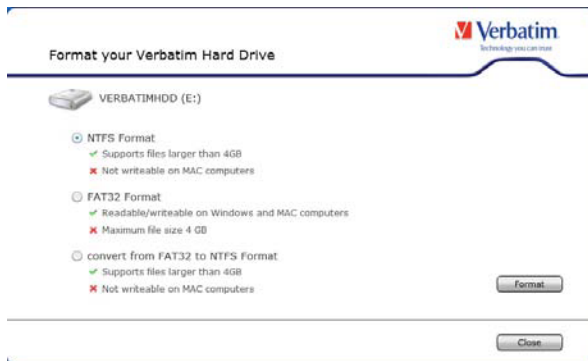 Verbatim
Technology you can trust
Format your Verbatim Hard Drive
VERBATIMHDD (E:)
NTFS Format
Supports files larger than 4GB
Not writeable on MAC computers
FAT32 Format
Readable/writeable on Windows and MAC computers
Maximum file size 4 GB
convert from FAT32 to NTFS Format
Supports files larger than 4GB
Not writeable on MAC computers
Format
Close